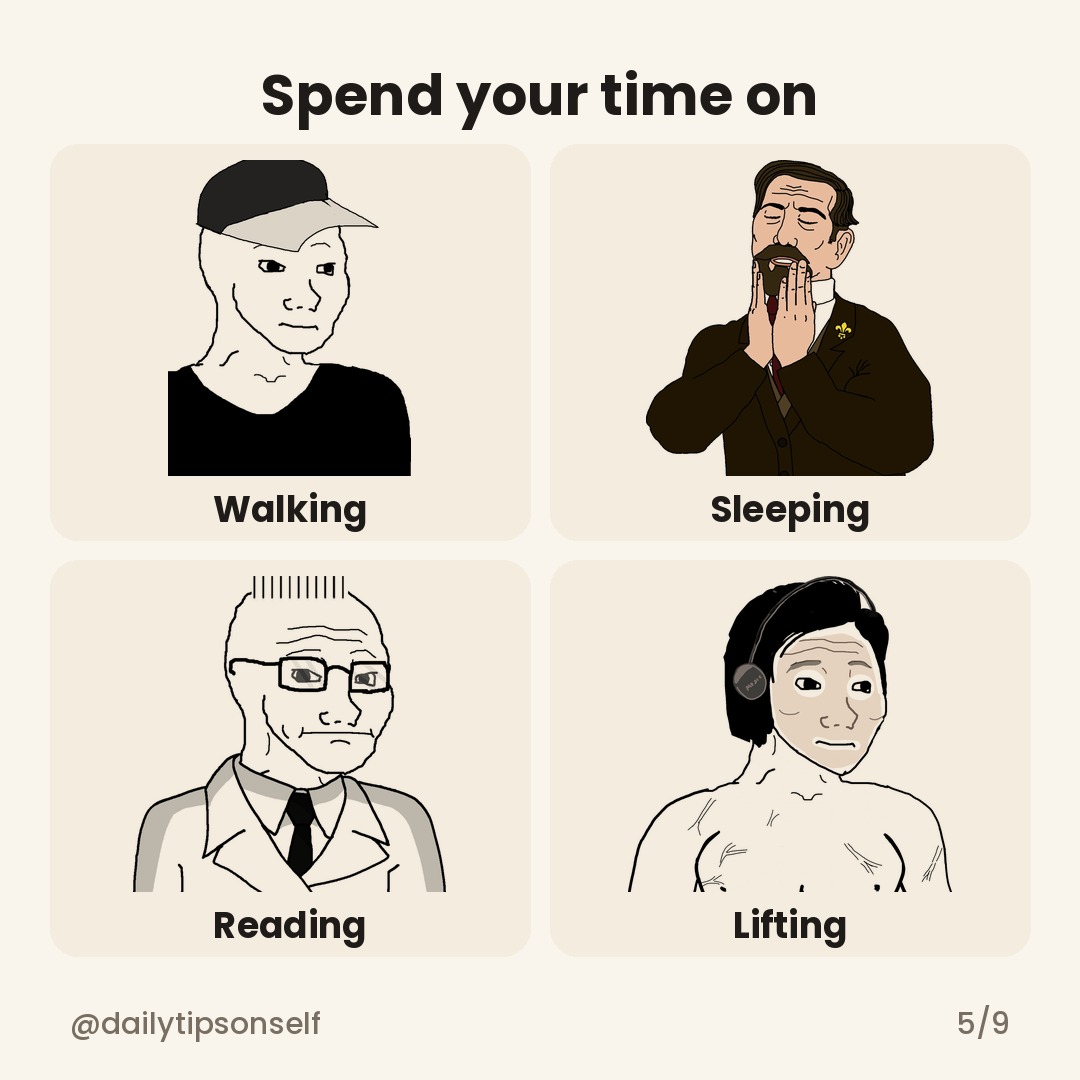 Spend your time on
Walking
Sleeping
Reading
Lifting
@dailytipsonself
5/9